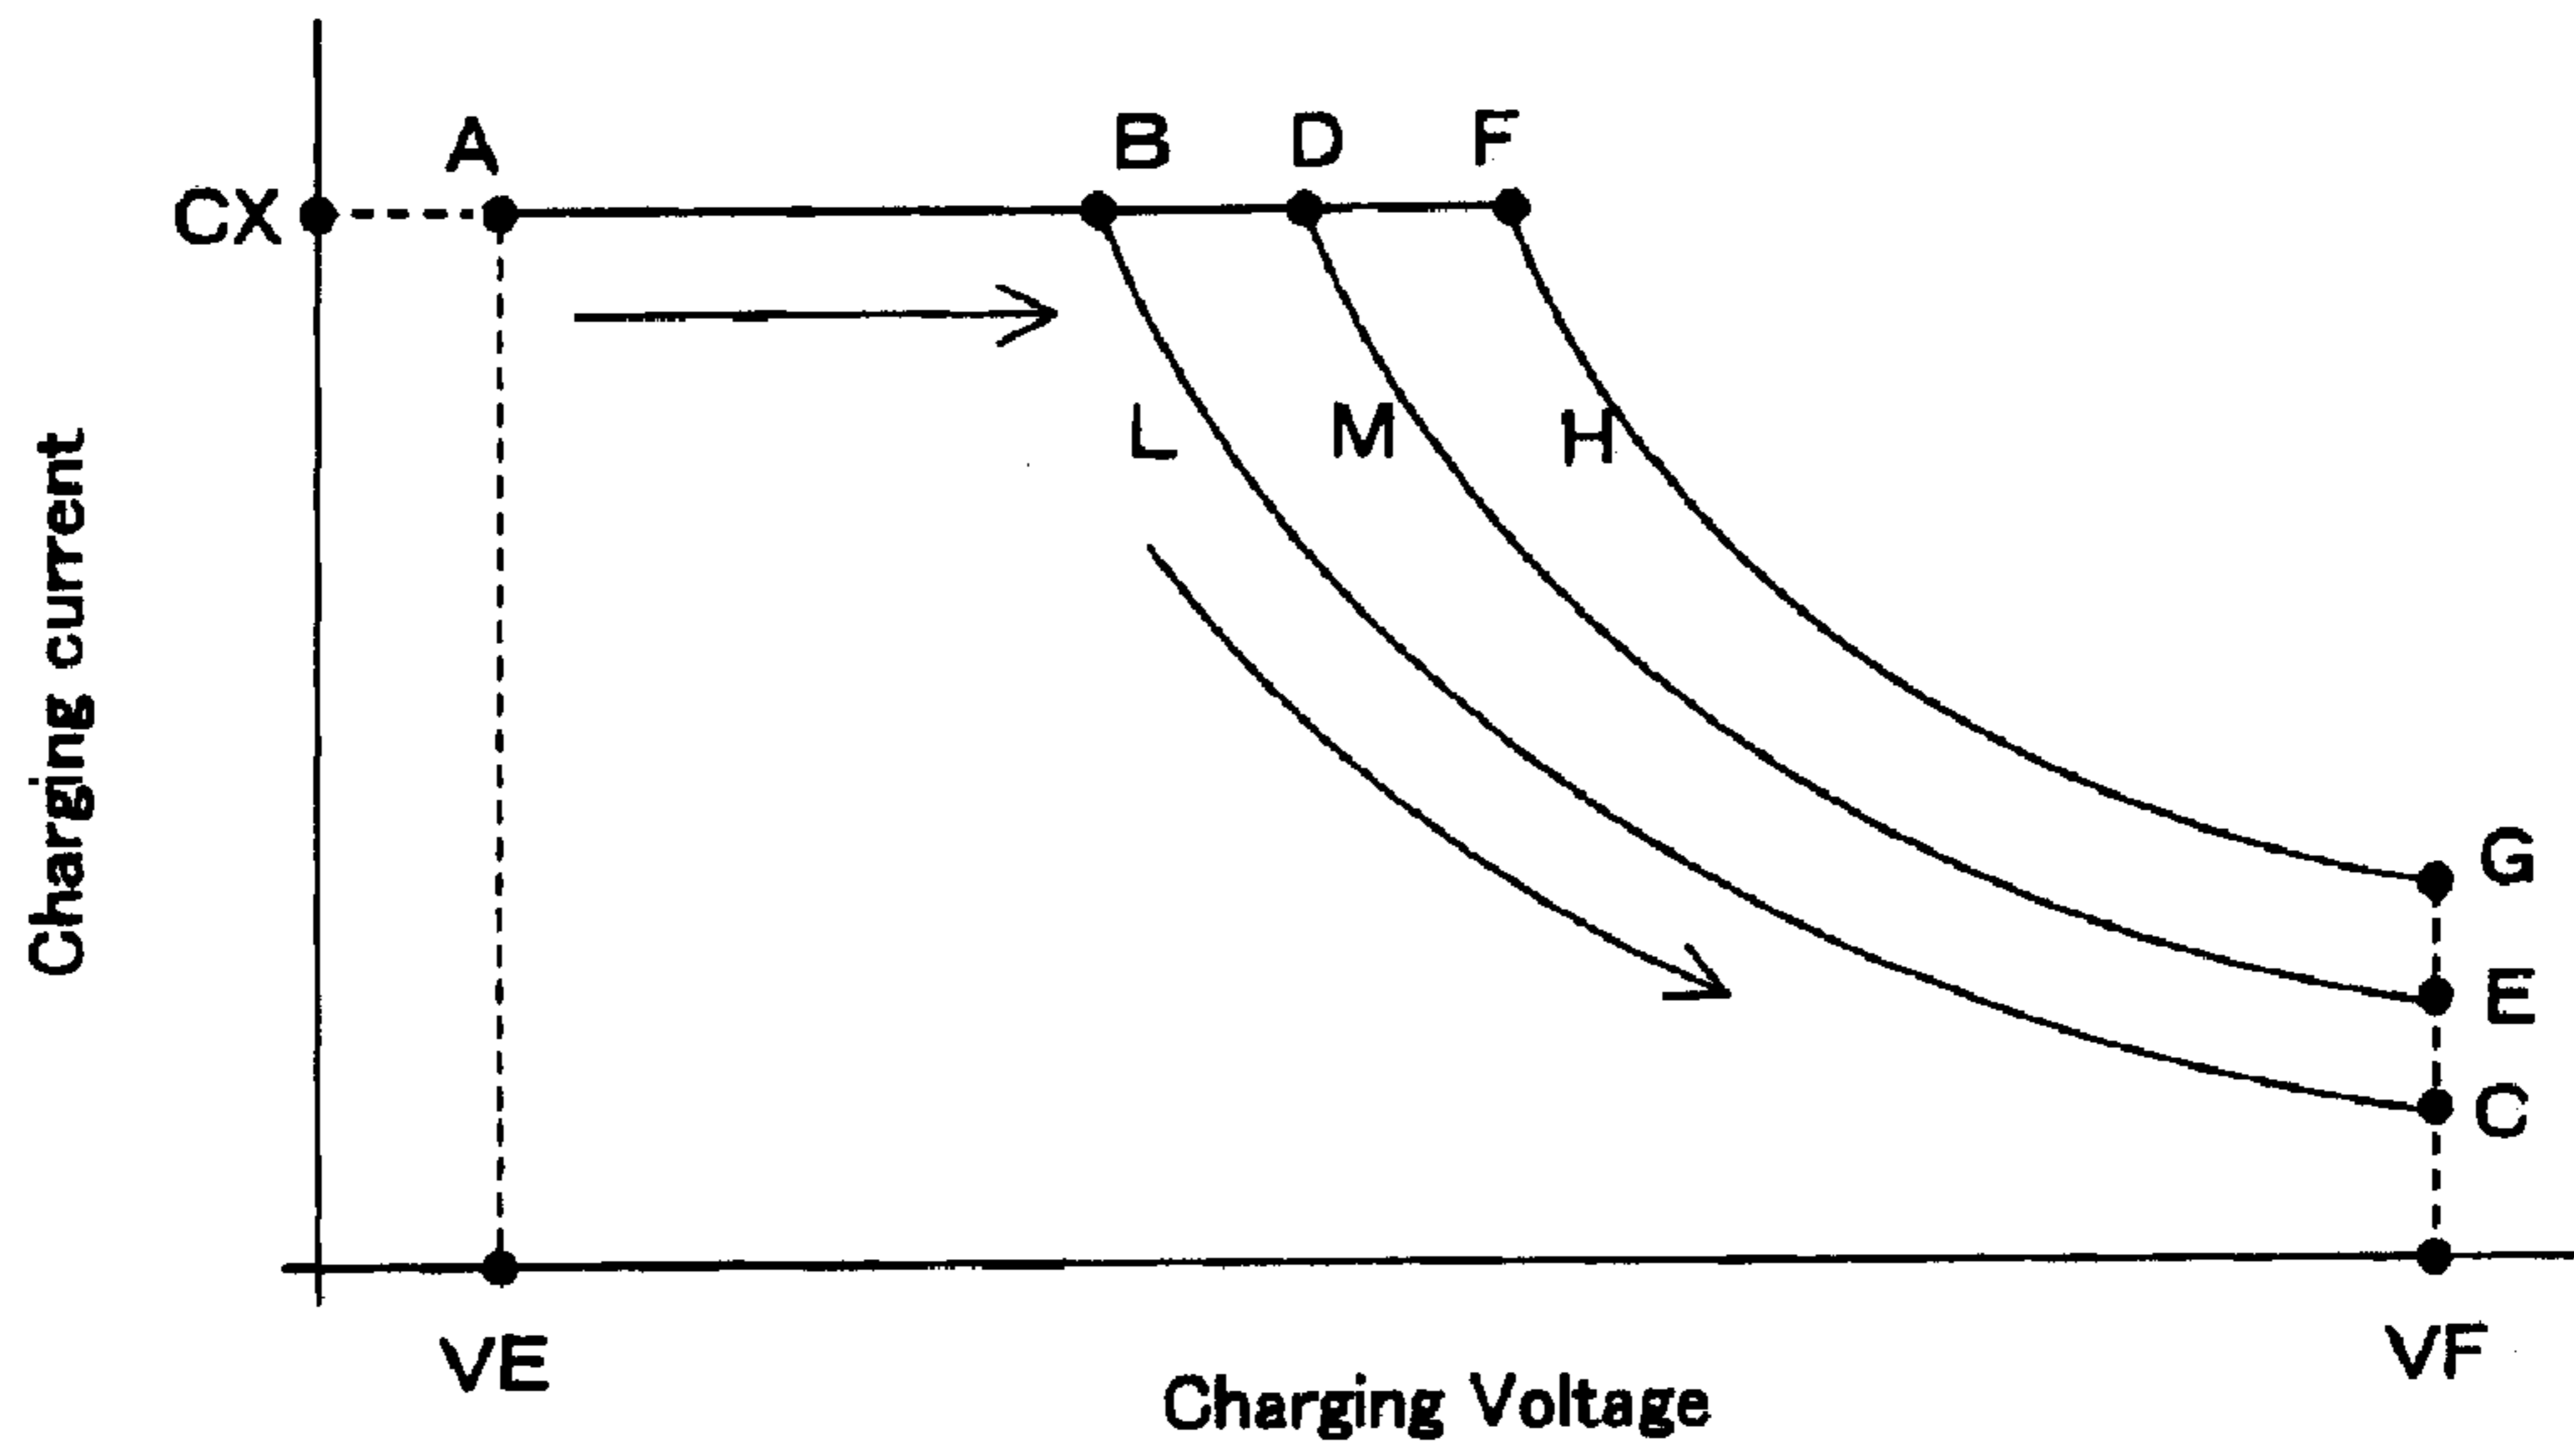 A B D F
CX
L M H
Charging current
G
E
C
VE VF
Charging Voltage